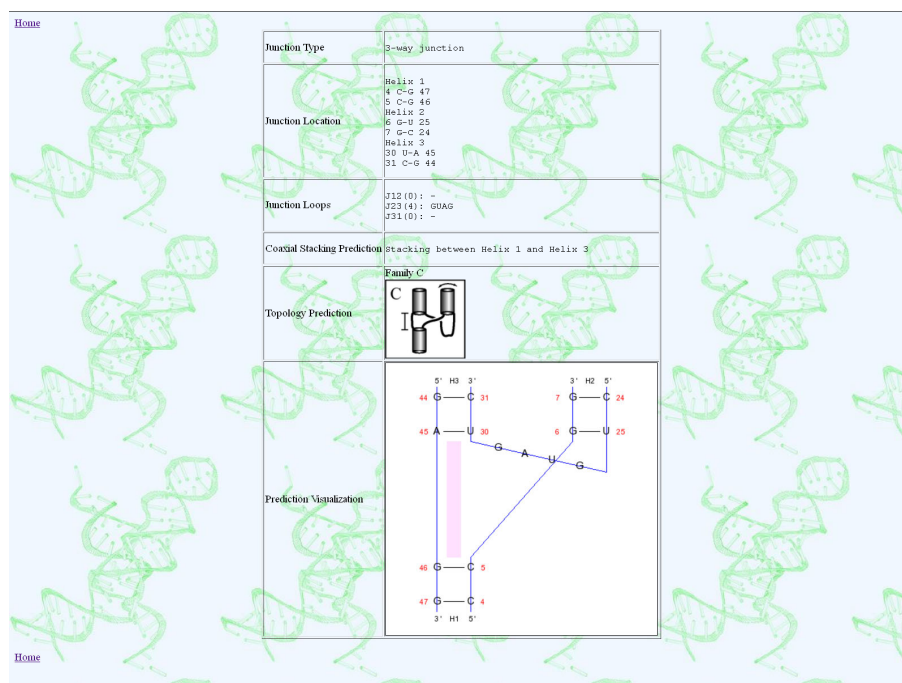 Home
Junction Type
3-way junction
Junction Location
Helix 1
4 C-G 47
5 C-G 46
Helix 2
6 G-U 25
7 G-C 24
Helix 3
30 U-A 45
31 C-G 44
Junction Loops
J12(0): -
J23(4): GUAG
J31(0): -
Coaxial Stacking Prediction
Stacking between Helix 1 and Helix 3
Topology Prediction
Family C
C
Prediction Visualization
5' H3 3' 3' H2 5'
44 G C 31 7 G C 24
45 A U 30 6 G U 25
G A U G
46 G C 5
47 G C 4
3' H1 5'
Home